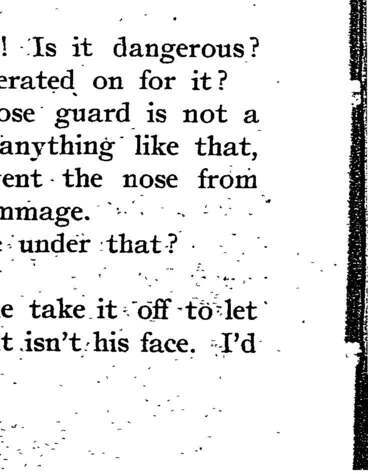 ! Is it dangerous?
erated on for it?
ose guard is not a
anything like that,
ent the nose from
mmage.
under that?
e take it off to let
t isn't his face. I'd